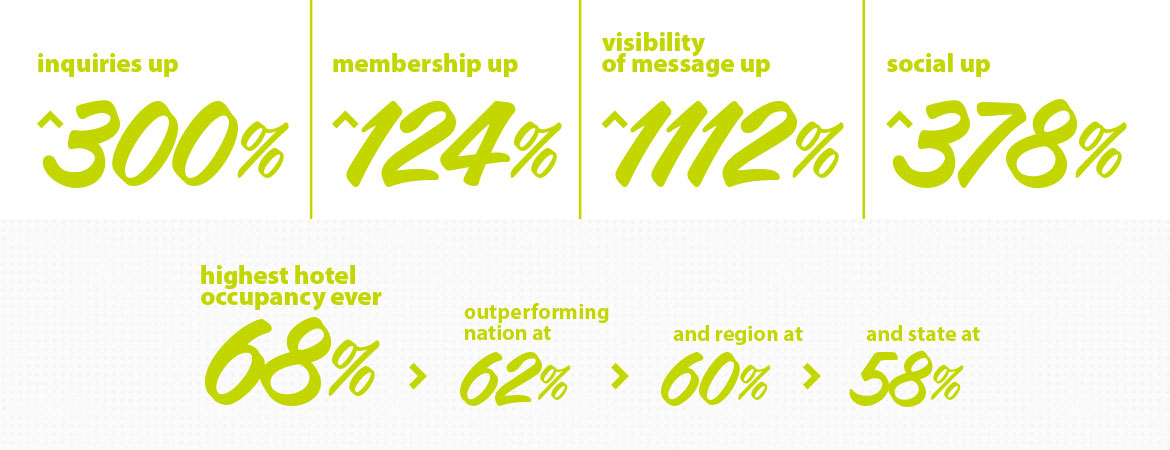 inquiries up
^300%
membership up
^124%
visibility
of message up
^1112%
social up
^378%
highest hotel
occupancy ever
68%
>
outperforming
nation at
62%
>
and region at
60%
>
and state at
58%